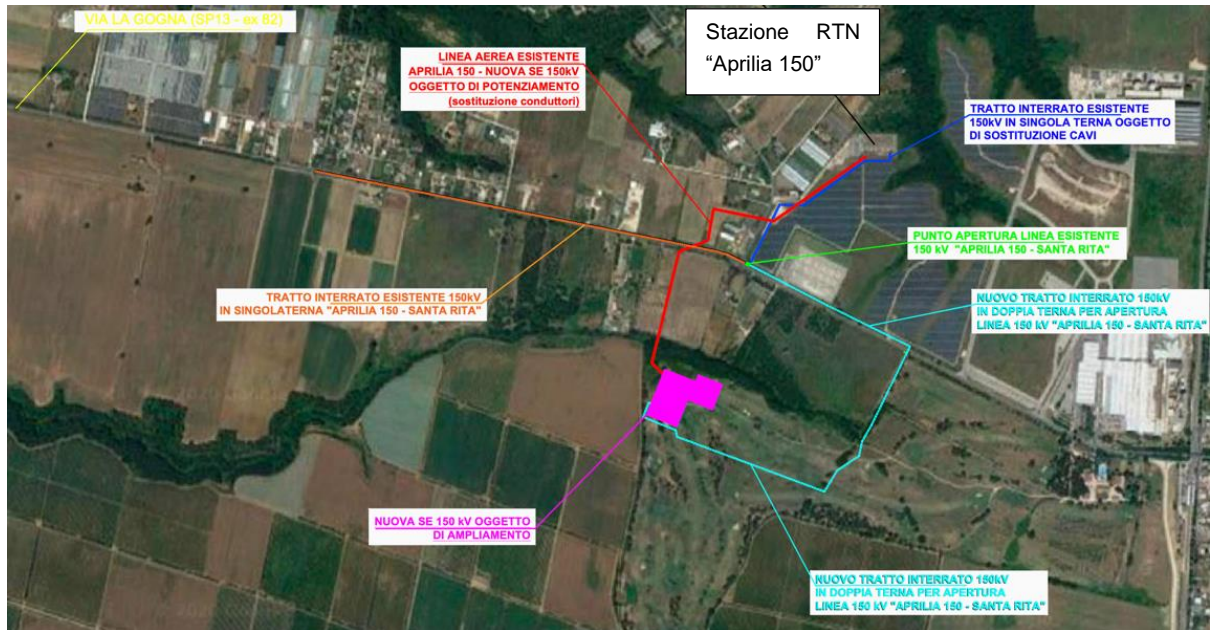 VIA LA GOGNA (SP13 - ex 82)
Stazione RTN
“Aprilia 150”
LINEA AEREA ESISTENTE
APRILIA 150 - NUOVA SE 150kV
OGGETTO DI POTENZIAMENTO
(sostituzione conduttori)
TRATTO INTERRATO ESISTENTE
150kV IN SINGOLA TERNA OGGETTO
DI SOSTITUZIONE CAVI
PUNTO APERTURA LINEA ESISTENTE
150 kV "APRILIA 150 - SANTA RITA"
TRATTO INTERRATO ESISTENTE 150kV
IN SINGOLATERNA "APRILIA 150 - SANTA RITA"
NUOVO TRATTO INTERRATO 150kV
IN DOPPIA TERNA PER APERTURA
LINEA 150 kV "APRILIA 150 - SANTA RITA"
NUOVA SE 150 kV OGGETTO
DI AMPLIAMENTO
NUOVO TRATTO INTERRATO 150kV
IN DOPPIA TERNA PER APERTURA
LINEA 150 kV "APRILIA 150 - SANTA RITA"